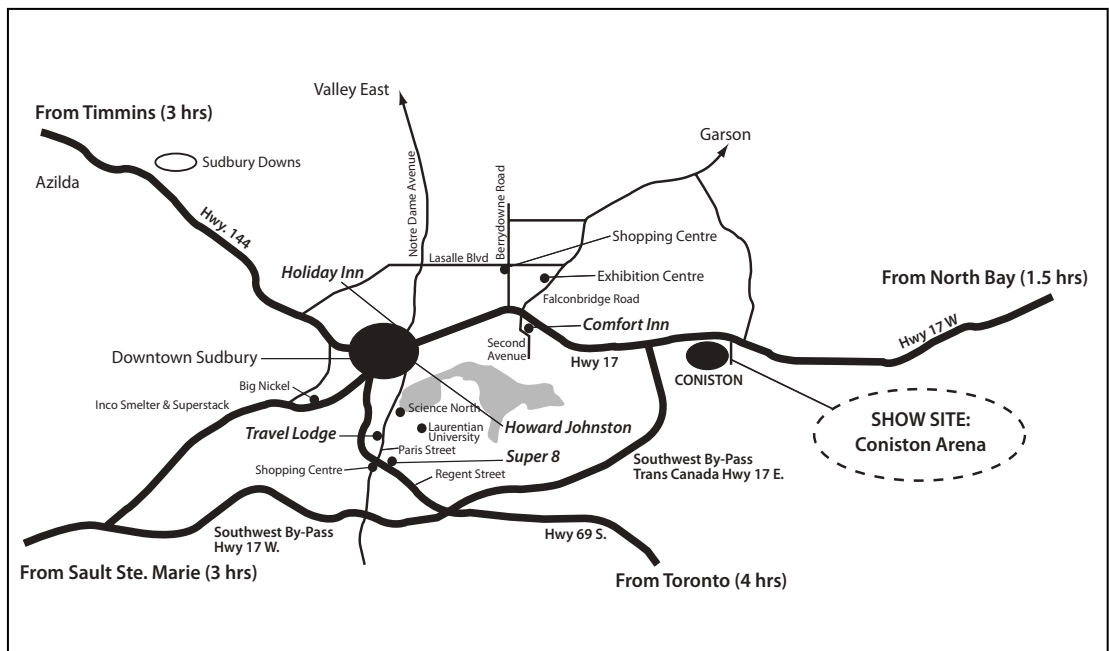 Valley East
From Timmins (3 hrs)
Garson
Sudbury Downs
Azilda
Notre Dame Avenue
Berrydowne Road
Hwy. 144
Shopping Centre
Lasalle Blvd
Holiday Inn
Exhibition Centre
From North Bay (1.5 hrs)
Falconbridge Road
Comfort Inn
Hwy 17 W
Second
Avenue
Downtown Sudbury
Hwy 17
CONISTON
Big Nickel
Inco Smelter & Superstack
Science North
SHOW SITE:
Coniston Arena
Travel Lodge
Laurentian
University
Howard Johnston
Paris Street
Super 8
Shopping Centre
Regent Street
Southwest By-Pass
Trans Canada Hwy 17 E.
Southwest By-Pass
Hwy 17 W.
Hwy 69 S.
From Sault Ste. Marie (3 hrs)
From Toronto (4 hrs)